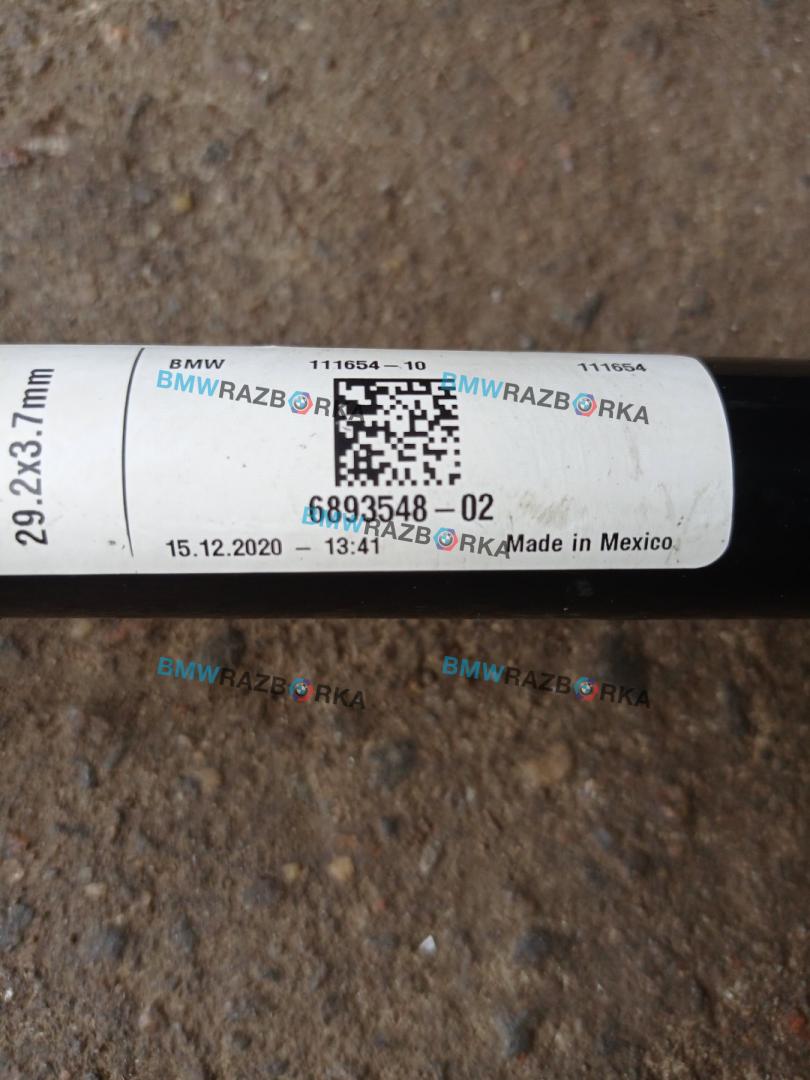 29.2x3.7mm
BMW 111654-10 111654
BMWRAZBORKA BMWRAZBORKA
6893548-02
BMWRAZBORKA
15.12.2020 - 13:41 Made in Mexico
BMWRAZBORKA BMWRAZBORKA